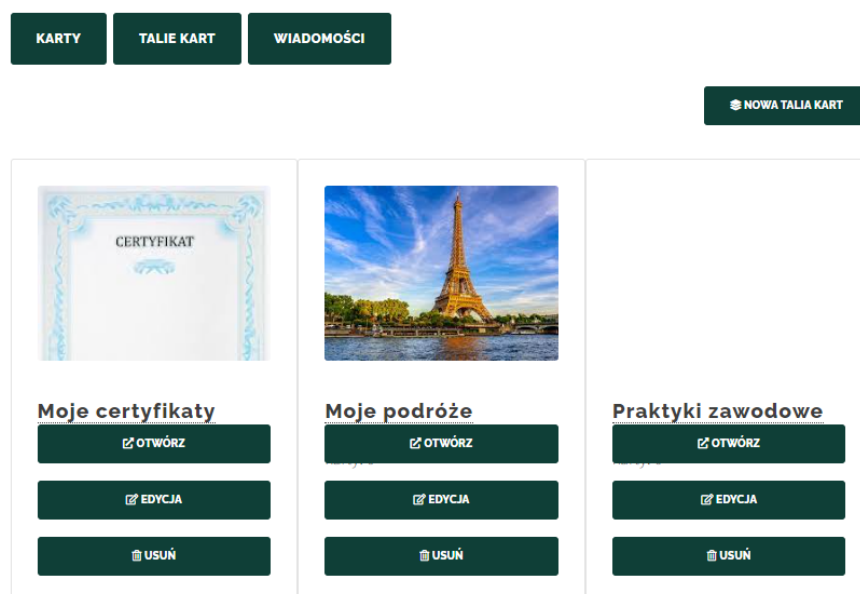 KARTY TALIE KART WIADOMOŚCI
NOWA TALIA KART
CERTYFIKAT
Moje certyfikaty Moje podróże Praktyki zawodowe
OTWÓRZ OTWÓRZ OTWÓRZ
EDYCJA EDYCJA EDYCJA
USUŃ USUŃ USUŃ